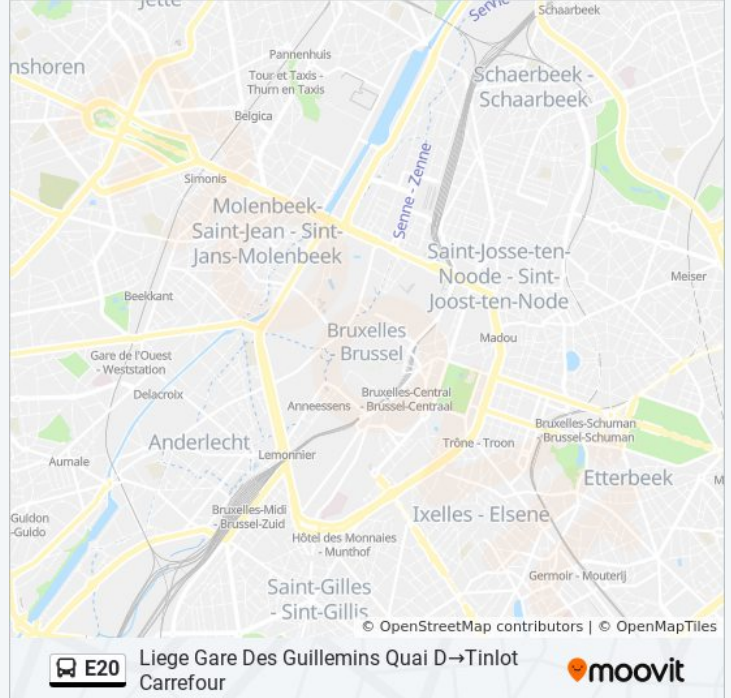 Jette
Schaarbeek
Senne
Pannenhuis
nshoren
Tour et Taxis -
Thurn en Taxis
Schaerbeek -
Schaarbeek
Belgica
Senne - Zenne
Simonis
Molenbeek-
Saint-Jean - Sint-
Jans-Molenbeek
Saint-Josse-ten-
Noode - Sint-
Joost-ten-Node
Meiser
Beekkant
Bruxelles
- Brussel
Madou
Gare de l'Ouest
- Weststation
Delacroix
Bruxelles-Central
- Brussel-Centraal
Anneessens
Bruxelles-Schuman
- Brussel-Schuman
Anderlecht
Trône - Troon
Lemonnier
Aumale
Etterbeek
M
Bruxelles-Midi
- Brussel-Zuid
Ixelles - Elsene
Guidon
-Guido
Hôtel des Monnaies
- Munthof
Germoir - Mouterij
Saint-Gilles
- Sint-Gillis
© OpenStreetMap contributors | © OpenMapTiles
E20
Liege Gare Des Guillemins Quai D→Tinlot
Carrefour
moovit